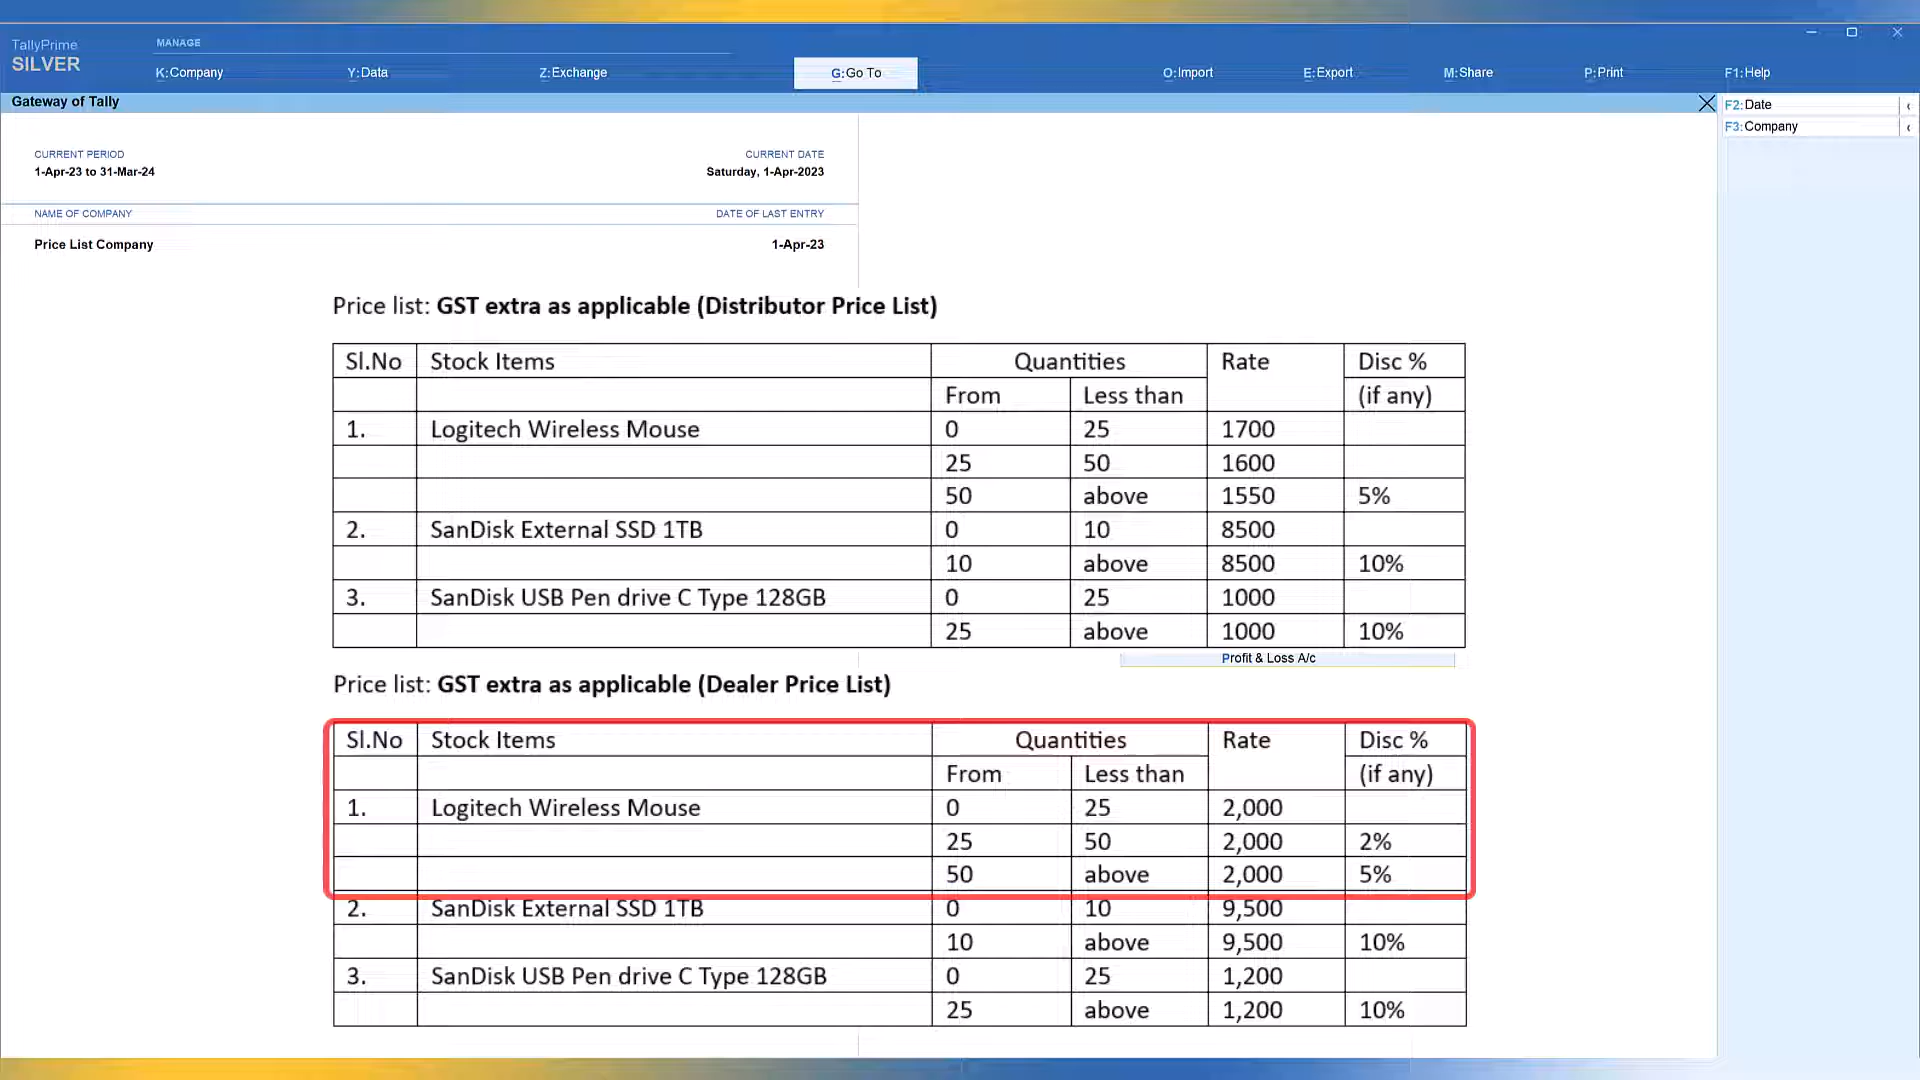 TallyPrime
SILVER
MANAGE
K:Company Y:Data Z:Exchange G:Go To O:Import E:Export M:Share P:Print F1:Help
Gateway of Tally
F2:Date
F3:Company
CURRENT PERIOD CURRENT DATE
1-Apr-23 to 31-Mar-24 Saturday, 1-Apr-2023
NAME OF COMPANY DATE OF LAST ENTRY
Price List Company 1-Apr-23
Price list: GST extra as applicable (Distributor Price List)
Sl.No Stock Items Quantities Rate Disc %
From Less than (if any)
1. Logitech Wireless Mouse 0 25 1700
25 50 1600
50 above 1550 5%
2. SanDisk External SSD 1TB 0 10 8500
10 above 8500 10%
3. SanDisk USB Pen drive C Type 128GB 0 25 1000
25 above 1000 10%
Profit & Loss A/c
Price list: GST extra as applicable (Dealer Price List)
Sl.No Stock Items Quantities Rate Disc %
From Less than (if any)
1. Logitech Wireless Mouse 0 25 2,000
25 50 2,000 2%
50 above 2,000 5%
2. SanDisk External SSD 1TB 0 10 9,500
10 above 9,500 10%
3. SanDisk USB Pen drive C Type 128GB 0 25 1,200
25 above 1,200 10%